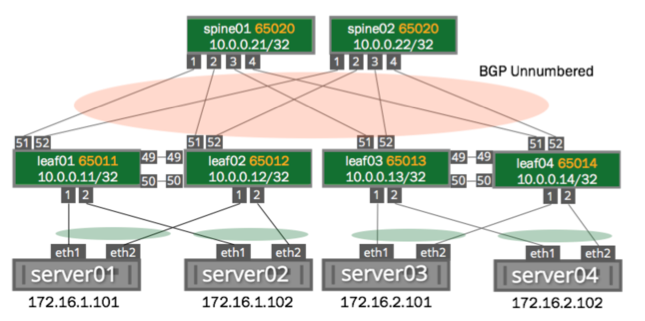 spine01 65020
10.0.0.21/32
spine02 65020
10.0.0.22/32
1 2 3 4
1 2 3 4
BGP Unnumbered
51 52
51 52
51 52
51 52
leaf01 65011
10.0.0.11/32
49 49
50 50
leaf02 65012
10.0.0.12/32
leaf03 65013
10.0.0.13/32
49 49
50 50
leaf04 65014
10.0.0.14/32
1 2
1 2
1 2
1 2
eth1 eth2
eth1 eth2
eth1 eth2
eth1 eth2
server01
server02
server03
server04
172.16.1.101
172.16.1.102
172.16.2.101
172.16.2.102